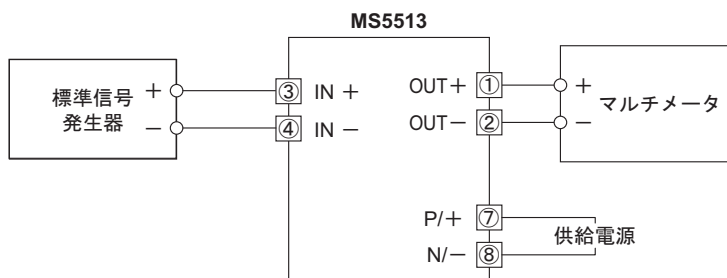 MS5513
標準信号
発生器
+
−
③ IN +
④ IN −
OUT+ ①
OUT− ②
+
−
マルチメータ
P/+ ⑦
N/− ⑧
供給電源